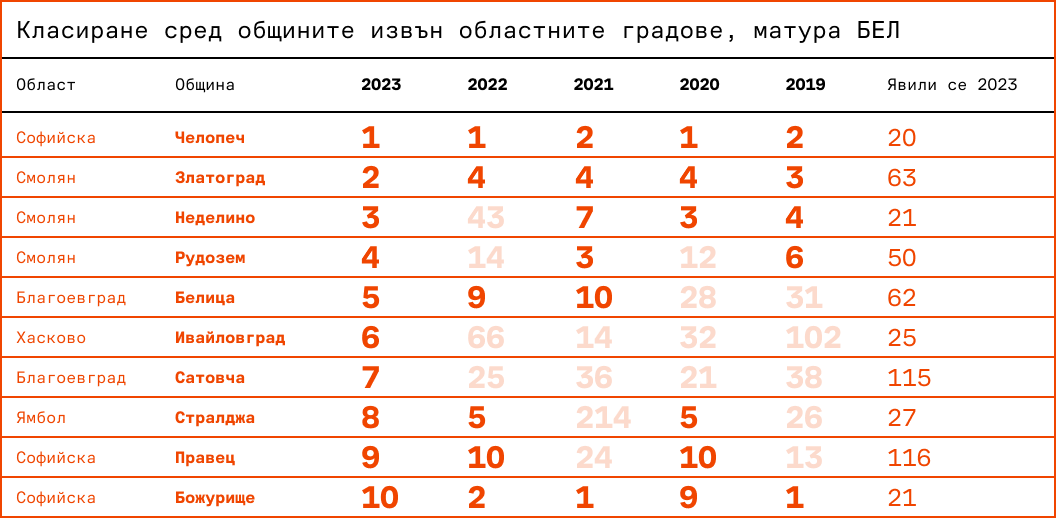 Класиране сред общините извън областните градове, матура БЕЛ
Област Община 2023 2022 2021 2020 2019 Явили се 2023
Софийска Челопеч 1 1 2 1 2 20
Смолян Златоград 2 4 4 4 3 63
Смолян Неделино 3 43 7 3 4 21
Смолян Рудозем 4 14 3 12 6 50
Благоевград Белица 5 9 10 28 31 62
Хасково Ивайловград 6 66 14 32 102 25
Благоевград Сатовча 7 25 36 21 38 115
Ямбол Стралджа 8 5 214 5 26 27
Софийска Правец 9 10 24 10 13 116
Софийска Божурище 10 2 1 9 1 21